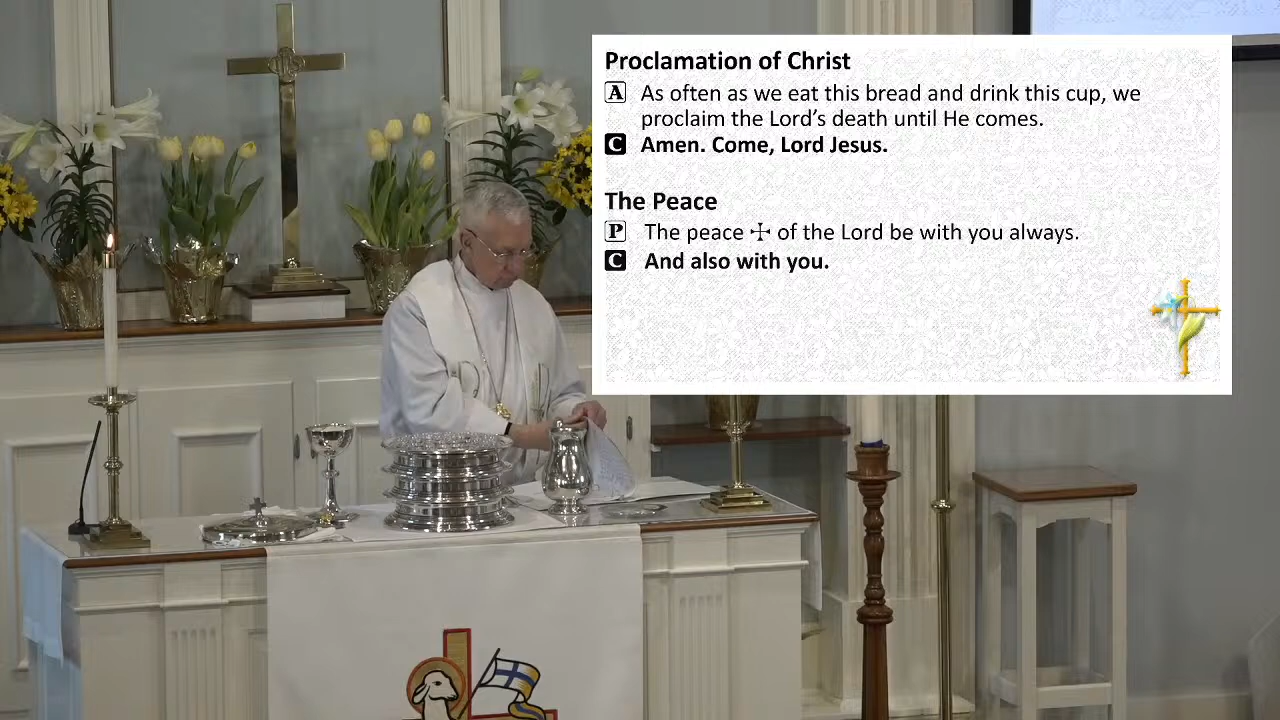 Proclamation of Christ
A As often as we eat this bread and drink this cup, we
proclaim the Lord's death until He comes.
C Amen. Come, Lord Jesus.
The Peace
P The peace ☩ of the Lord be with you always.
C And also with you.